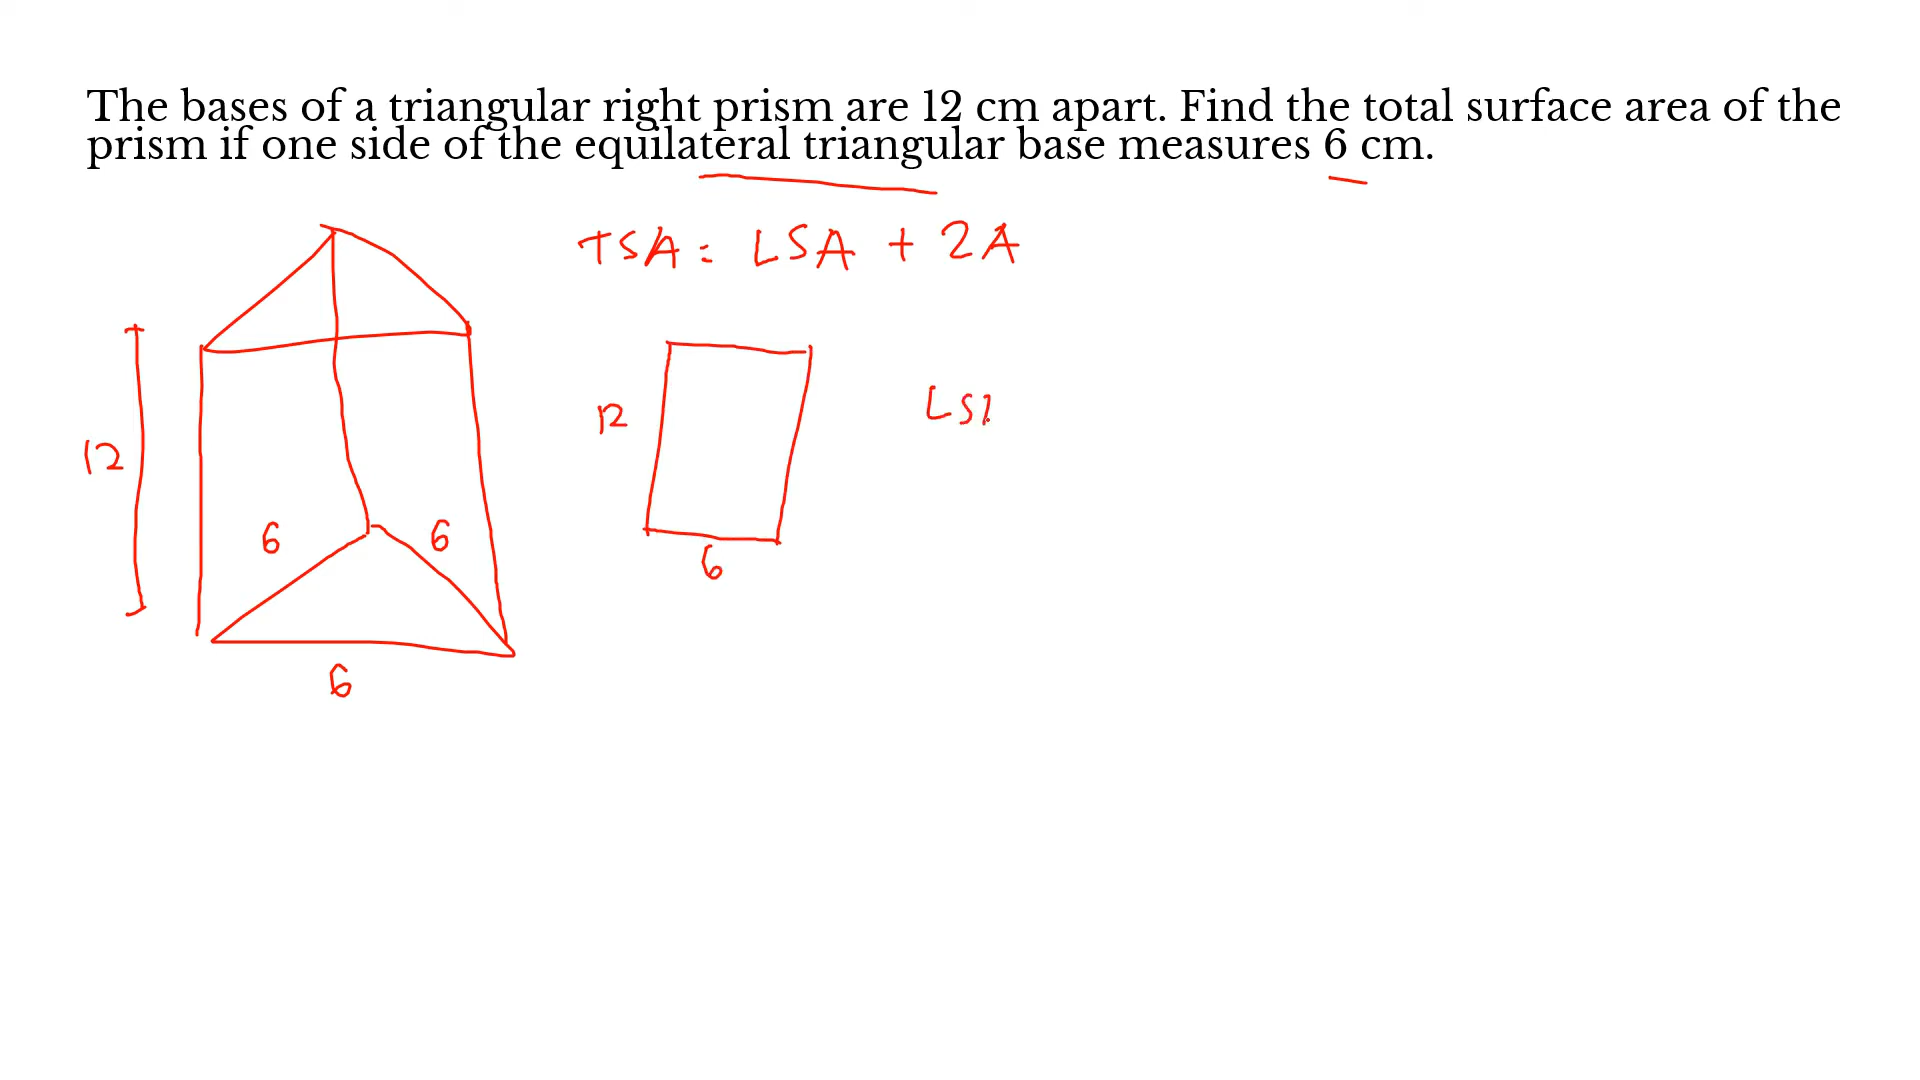 The bases of a triangular right prism are 12 cm apart. Find the total surface area of the
prism if one side of the equilateral triangular base measures 6 cm.
TSA = LSA + 2A
12
12
6
6
6
6